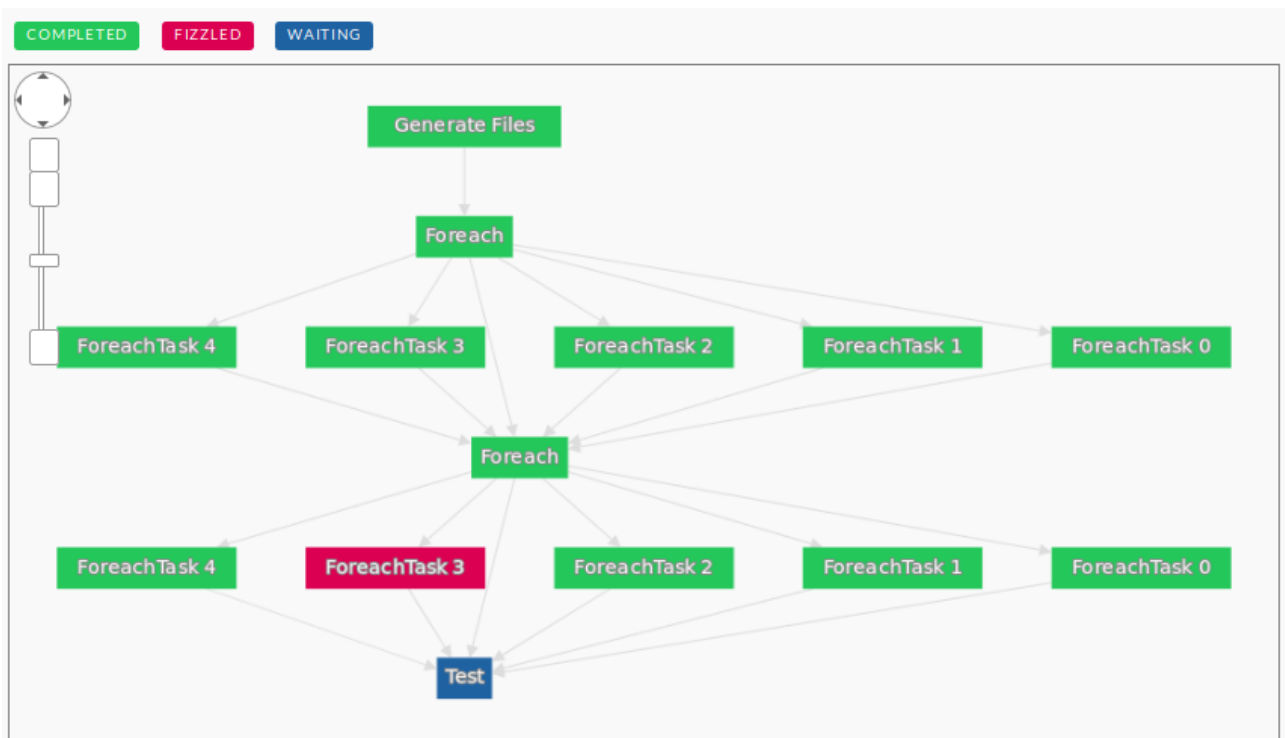 COMPLETED FIZZLED WAITING
Generate Files
Foreach
ForeachTask 4 ForeachTask 3 ForeachTask 2 ForeachTask 1 ForeachTask 0
Foreach
ForeachTask 4 ForeachTask 3 ForeachTask 2 ForeachTask 1 ForeachTask 0
Test